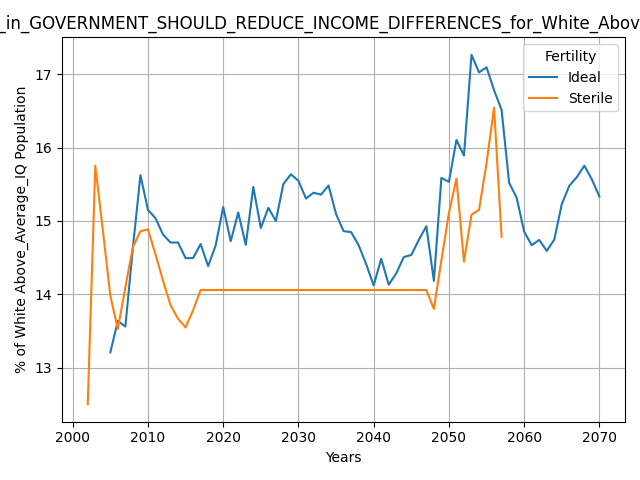 _in_GOVERNMENT_SHOULD_REDUCE_INCOME_DIFFERENCES_for_White_Abov
Fertility
Ideal
Sterile
% of White Above_Average_IQ Population
17
16
15
14
13
2000 2010 2020 2030 2040 2050 2060 2070
Years